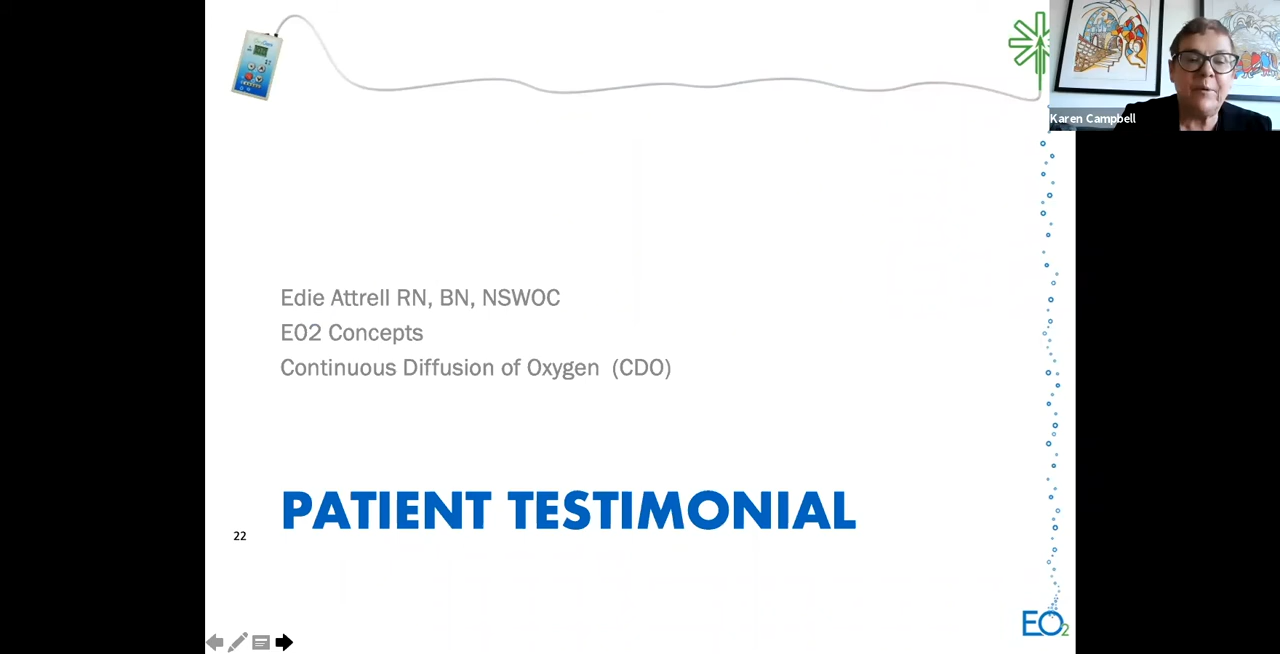 Karen Campbell
Edie Attrell RN, BN, NSWOC
EO2 Concepts
Continuous Diffusion of Oxygen (CDO)
PATIENT TESTIMONIAL
22
EO2